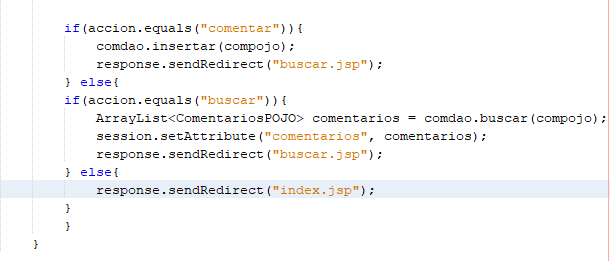 if(accion.equals("comentar")){
comdao.insertar(compojo);
response.sendRedirect("buscar.jsp");
} else{
if(accion.equals("buscar")){
ArrayList<ComentariosPOJO> comentarios = comdao.buscar(compojo);
session.setAttribute("comentarios", comentarios);
response.sendRedirect("buscar.jsp");
} else{
response.sendRedirect("index.jsp");
}
}
}